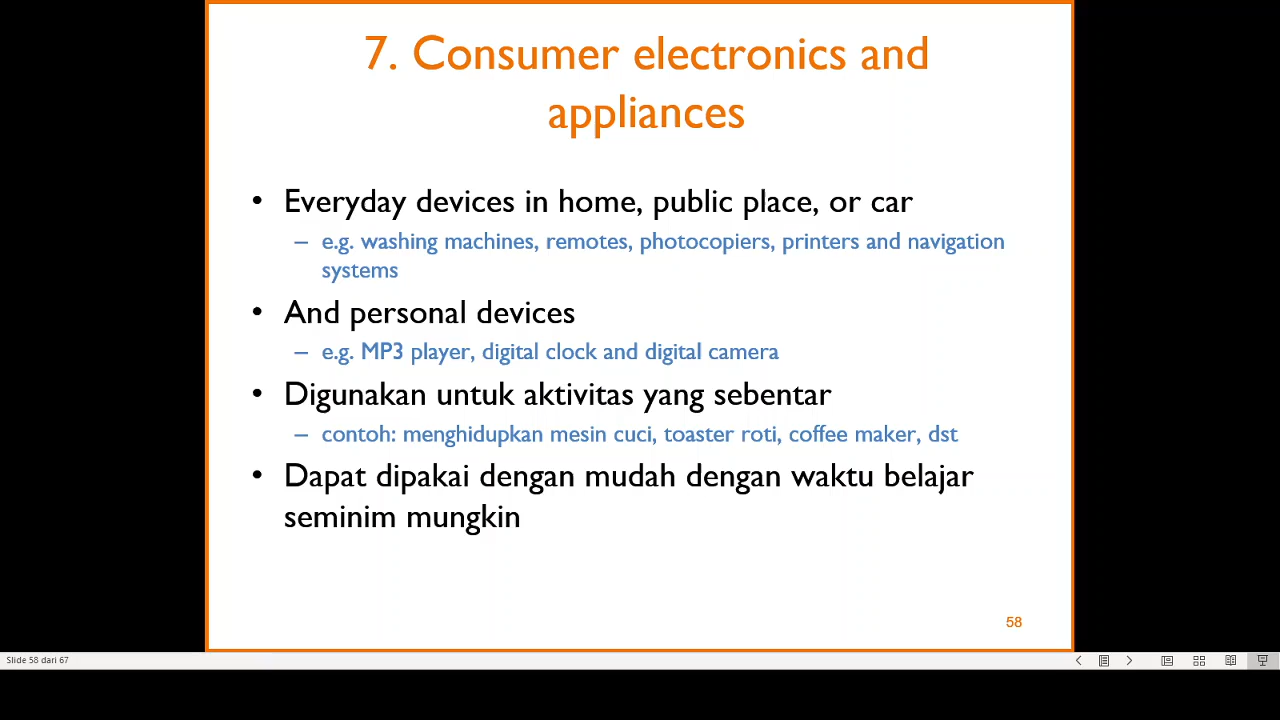 7. Consumer electronics and
appliances
• Everyday devices in home, public place, or car
– e.g. washing machines, remotes, photocopiers, printers and navigation
systems
• And personal devices
– e.g. MP3 player, digital clock and digital camera
• Digunakan untuk aktivitas yang sebentar
– contoh: menghidupkan mesin cuci, toaster roti, coffee maker, dst
• Dapat dipakai dengan mudah dengan waktu belajar
seminim mungkin
58
Slide 58 dari 67